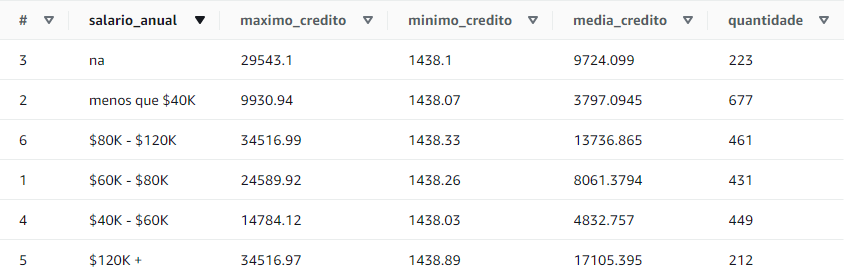 # salario_anual maximo_credito minimo_credito media_credito quantidade
3 na 29543.1 1438.1 9724.099 223
2 menos que $40K 9930.94 1438.07 3797.0945 677
6 $80K - $120K 34516.99 1438.33 13736.865 461
1 $60K - $80K 24589.92 1438.26 8061.3794 431
4 $40K - $60K 14784.12 1438.03 4832.757 449
5 $120K + 34516.97 1438.89 17105.395 212